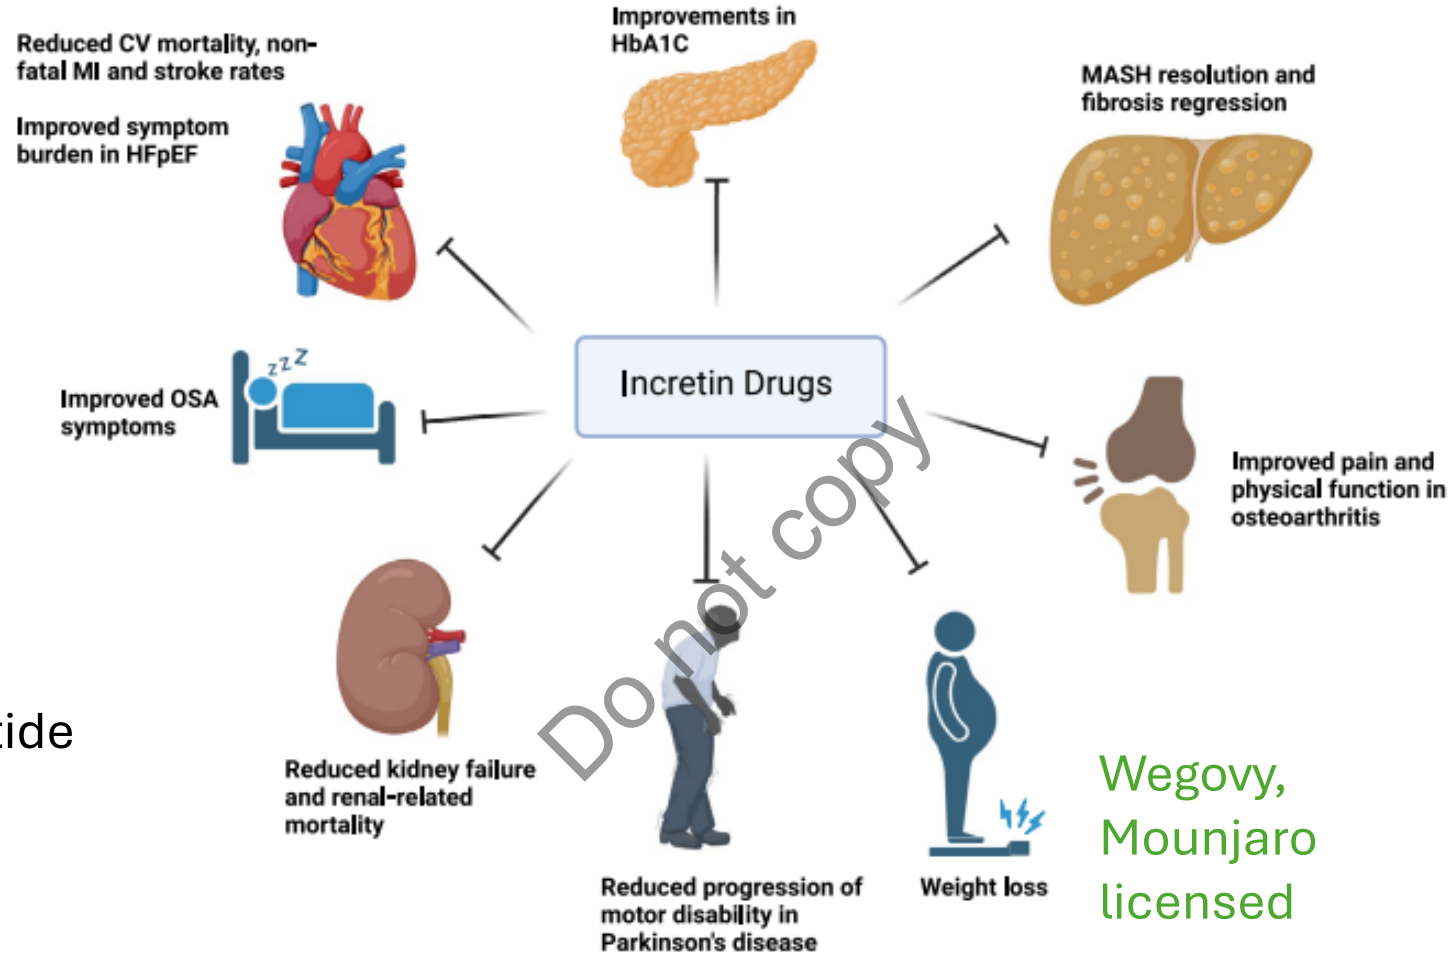 Improvements in
HbA1C
Reduced CV mortality, non-
fatal MI and stroke rates
Improved symptom
burden in HFpEF
MASH resolution and
fibrosis regression
zzz
Incretin Drugs
Improved OSA
symptoms
Improved pain and
physical function in
osteoarthritis
Do not copy
tide
Reduced kidney failure
and renal-related
mortality
Wegovy,
Mounjaro
licensed
Reduced progression of
motor disability in
Parkinson's disease
Weight loss